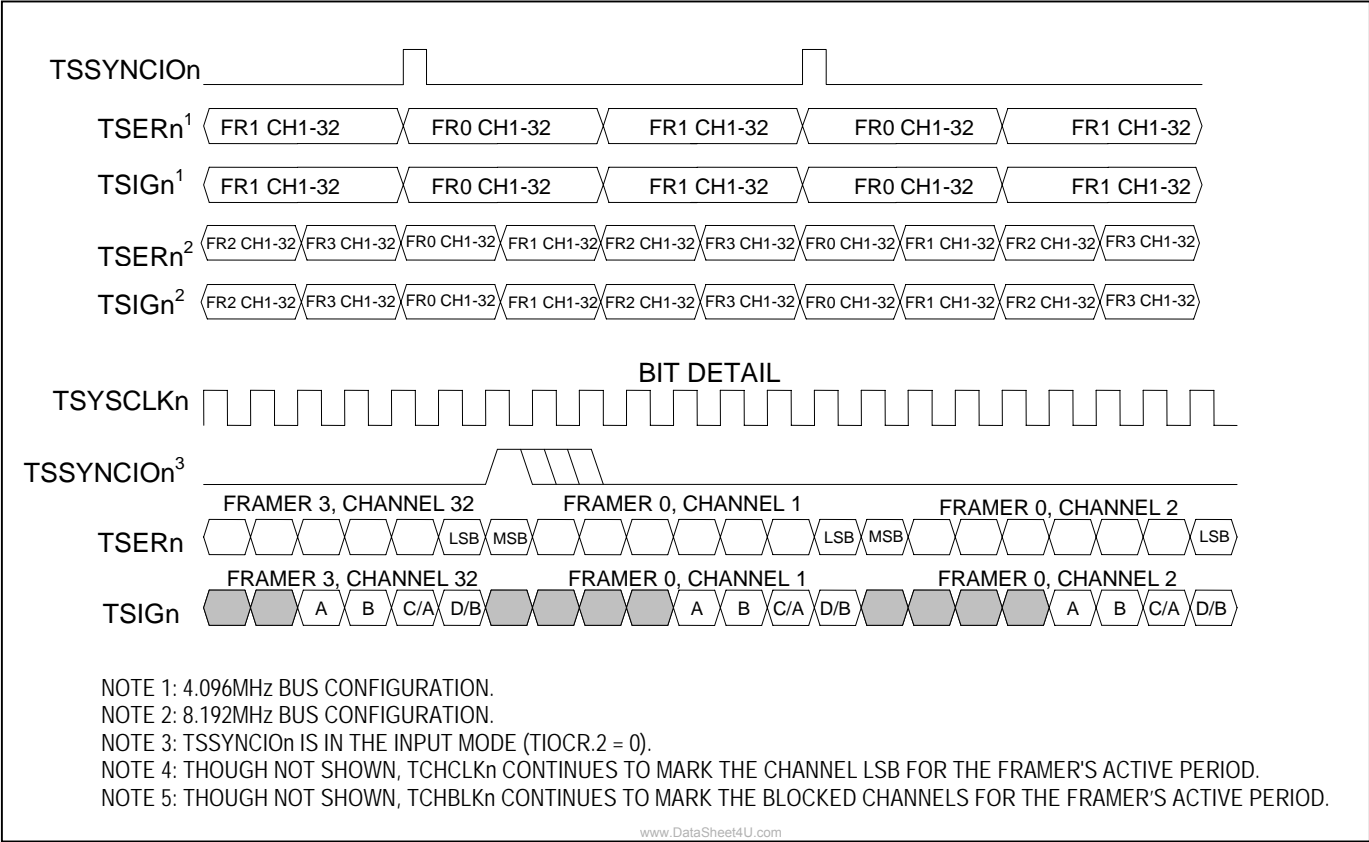 TSSYNCIOn
TSERn1 FR1 CH1-32 FR0 CH1-32 FR1 CH1-32 FR0 CH1-32 FR1 CH1-32
TSIGn1 FR1 CH1-32 FR0 CH1-32 FR1 CH1-32 FR0 CH1-32 FR1 CH1-32
TSERn2 FR2 CH1-32 FR3 CH1-32 FR0 CH1-32 FR1 CH1-32 FR2 CH1-32 FR3 CH1-32 FR0 CH1-32 FR1 CH1-32 FR2 CH1-32 FR3 CH1-32
TSIGn2 FR2 CH1-32 FR3 CH1-32 FR0 CH1-32 FR1 CH1-32 FR2 CH1-32 FR3 CH1-32 FR0 CH1-32 FR1 CH1-32 FR2 CH1-32 FR3 CH1-32
BIT DETAIL
TSYSCLKn
TSSYNCIOn3
FRAMER 3, CHANNEL 32 FRAMER 0, CHANNEL 1 FRAMER 0, CHANNEL 2
TSERn LSB MSB LSB MSB LSB
FRAMER 3, CHANNEL 32 FRAMER 0, CHANNEL 1 FRAMER 0, CHANNEL 2
TSIGn A B C/A D/B A B C/A D/B A B C/A D/B
NOTE 1: 4.096MHz BUS CONFIGURATION.
NOTE 2: 8.192MHz BUS CONFIGURATION.
NOTE 3: TSSYNCIOn IS IN THE INPUT MODE (TIOCR.2 = 0).
NOTE 4: THOUGH NOT SHOWN, TCHCLKn CONTINUES TO MARK THE CHANNEL LSB FOR THE FRAMER'S ACTIVE PERIOD.
NOTE 5: THOUGH NOT SHOWN, TCHBLKn CONTINUES TO MARK THE BLOCKED CHANNELS FOR THE FRAMER’S ACTIVE PERIOD.
www.DataSheet4U.com